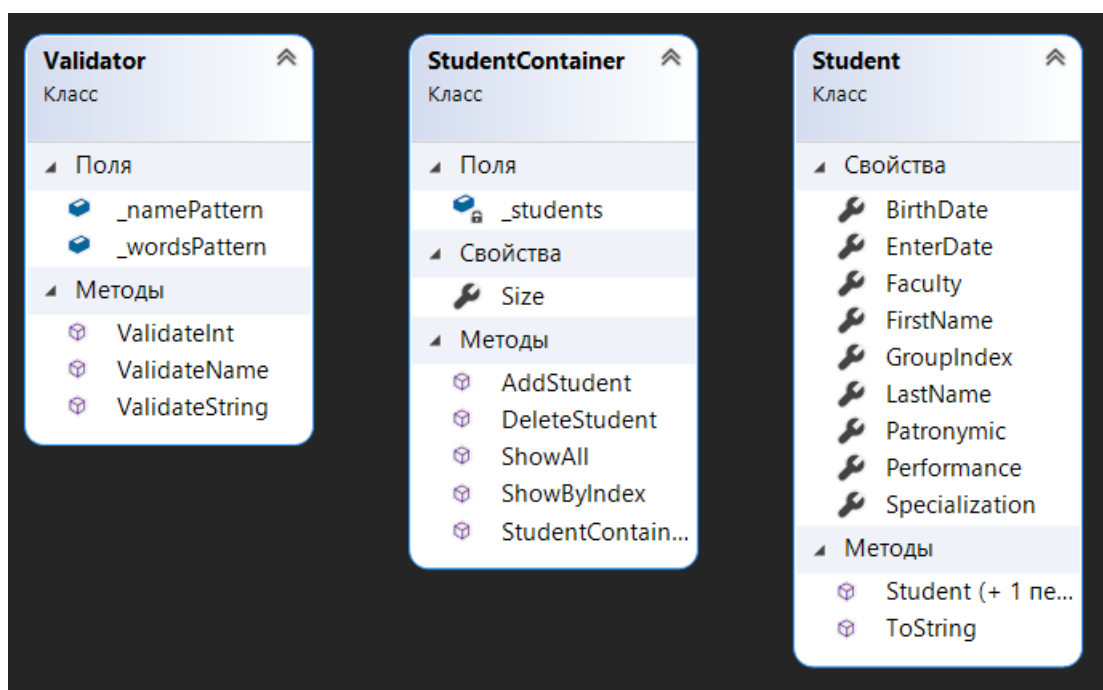 Validator
Класс
Поля
_namePattern
_wordsPattern
Методы
ValidateInt
ValidateName
ValidateString
StudentContainer
Класс
Поля
_students
Свойства
Size
Методы
AddStudent
DeleteStudent
ShowAll
ShowByIndex
StudentContain...
Student
Класс
Свойства
BirthDate
EnterDate
Faculty
FirstName
GroupIndex
LastName
Patronymic
Performance
Specialization
Методы
Student (+ 1 пе...
ToString